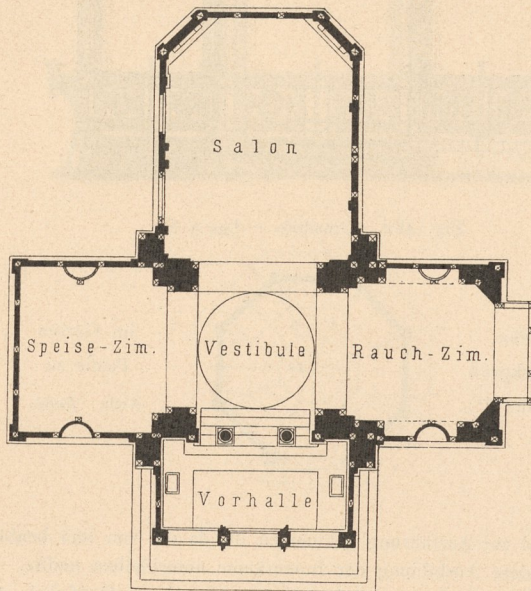 Salon
Speise-Zim.
Vestibule
Rauch-Zim.
Vorhalle